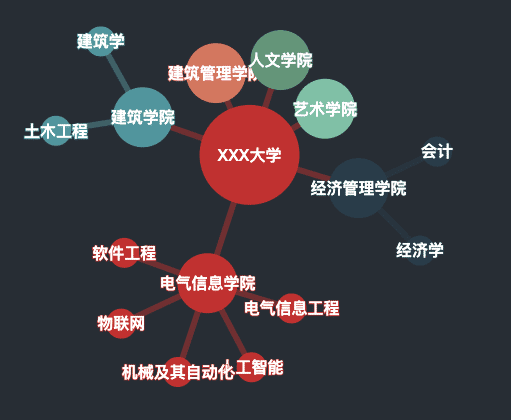 建筑学
人文学院
建筑管理学院
艺术学院
建筑学院
土木工程
XXX大学
会计
经济管理学院
经济学
软件工程
电气信息学院
电气信息工程
物联网
机械及其自动化
人工智能